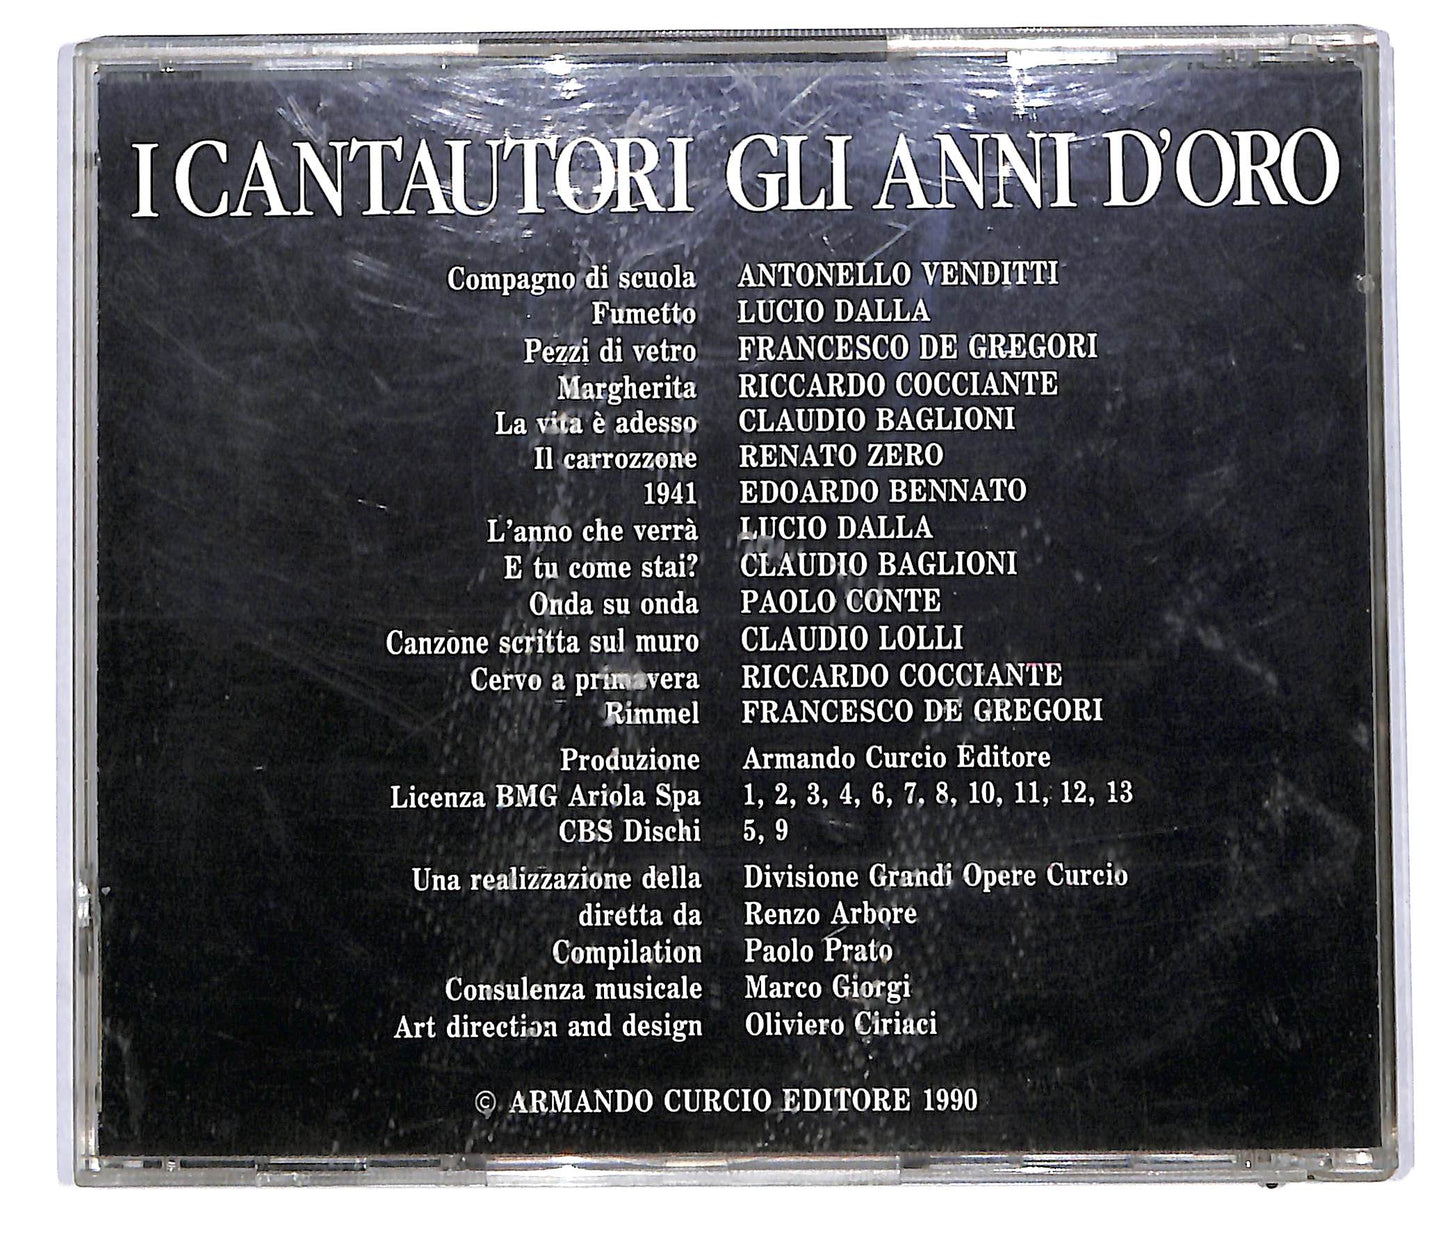 I CANTAUTORI GLI ANNI D'ORO
Compagno di scuola ANTONELLO VENDITTI
Fumetto LUCIO DALLA
Pezzi di vetro FRANCESCO DE GREGORI
Margherita RICCARDO COCCIANTE
La vita è adesso CLAUDIO BAGLIONI
Il carrozzone RENATO ZERO
1941 EDOARDO BENNATO
L'anno che verrà LUCIO DALLA
E tu come stai? CLAUDIO BAGLIONI
Onda su onda PAOLO CONTE
Canzone scritta sul muro CLAUDIO LOLLI
Cervo a primavera RICCARDO COCCIANTE
Rimmel FRANCESCO DE GREGORI
Produzione Armando Curcio Editore
Licenza BMG Ariola Spa 1, 2, 3, 4, 6, 7, 8, 10, 11, 12, 13
CBS Dischi 5, 9
Una realizzazione della Divisione Grandi Opere Curcio
diretta da Renzo Arbore
Compilation Paolo Prato
Consulenza musicale Marco Giorgi
Art direction and design Oliviero Ciriaci
© ARMANDO CURCIO EDITORE 1990